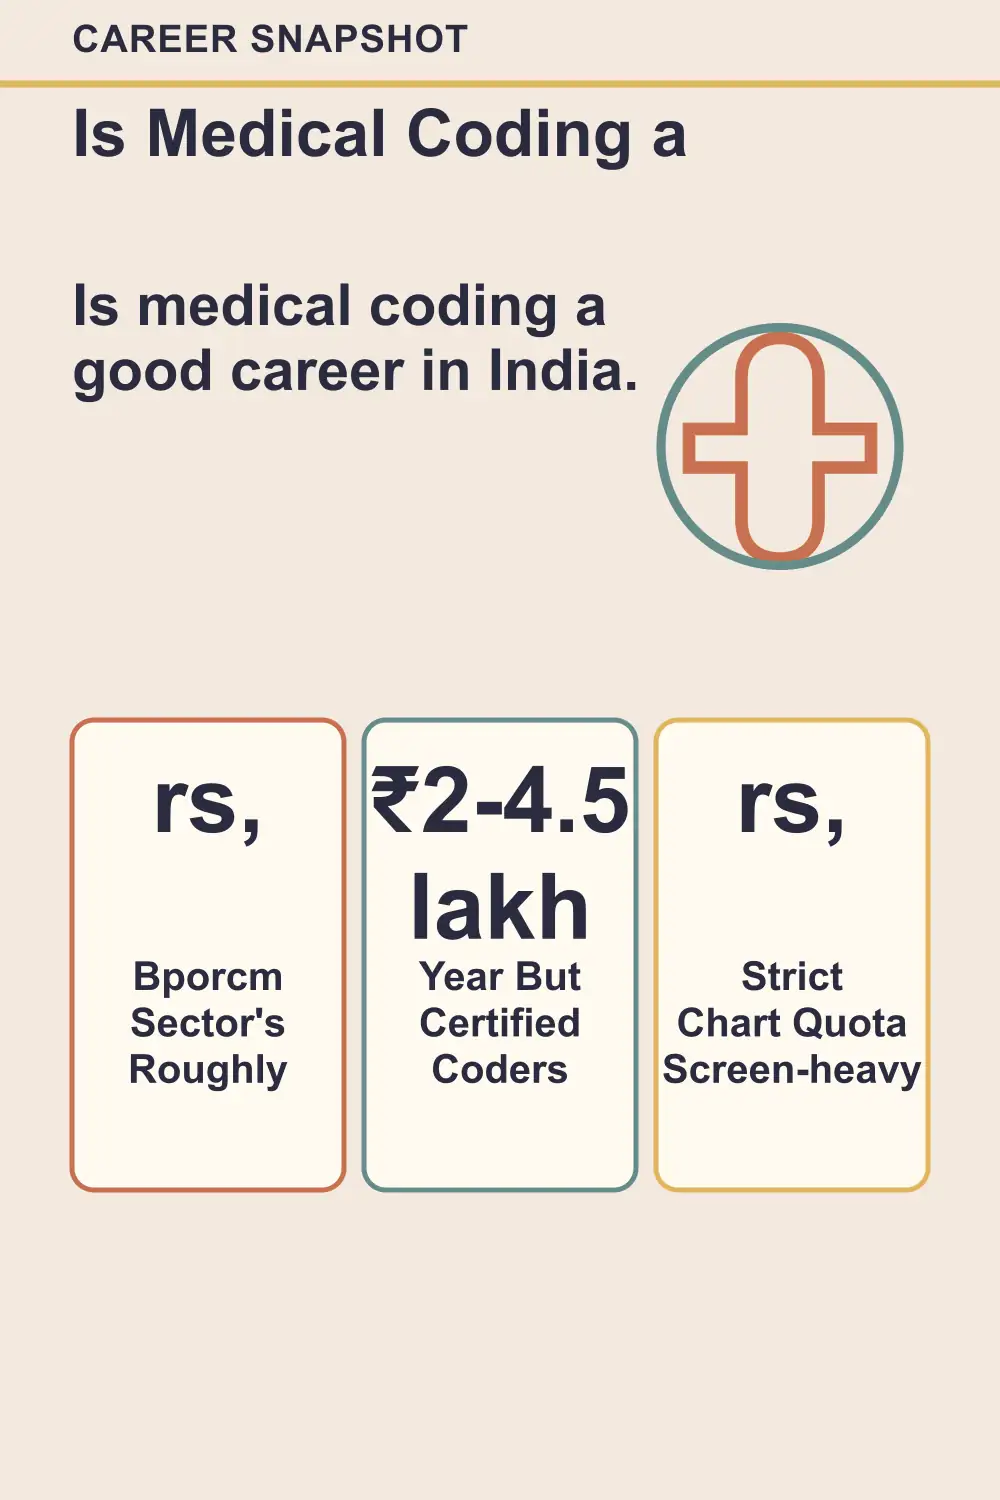 CAREER SNAPSHOT
Is Medical Coding a
Is medical coding a
good career in India.
rs,
Bporcm
Sector's
Roughly
₹2-4.5
lakh
Year But
Certified
Coders
rs,
Strict
Chart Quota
Screen-heavy